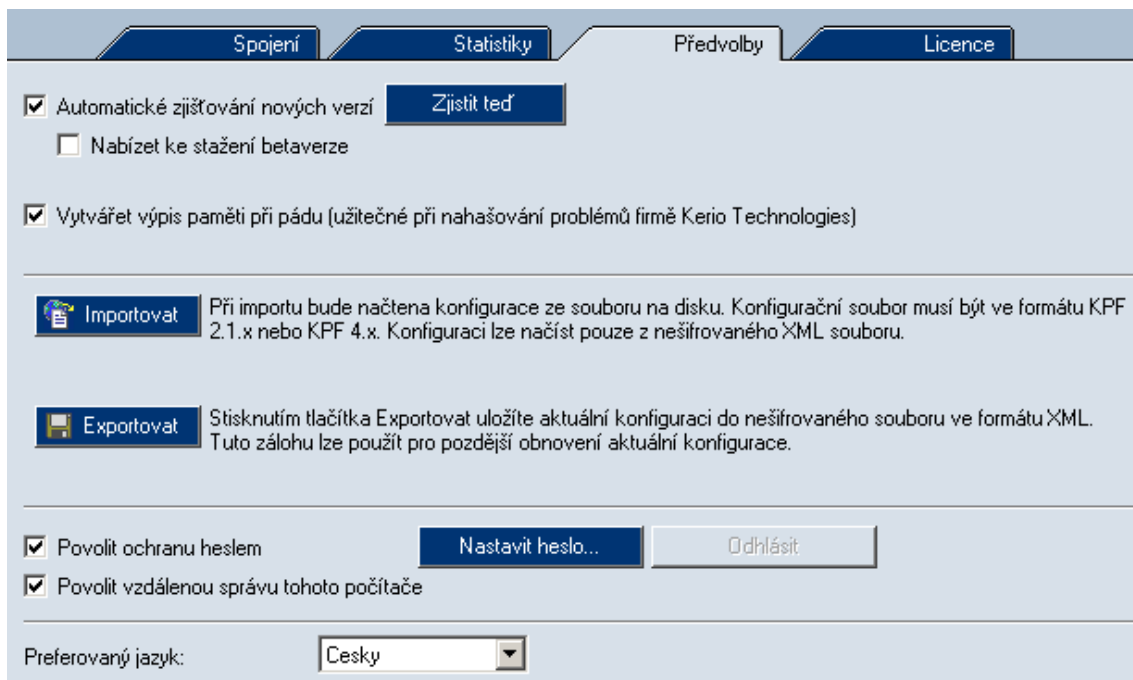 Spojení Statistiky Předvolby Licence
Automatické zjišťování nových verzí Zjistit teď
Nabízet ke stažení betaverze
Vytvářet výpis paměti při pádu (užitečné při nahašování problémů firmě Kerio Technologies)
Importovat
Při importu bude načtena konfigurace ze souboru na disku. Konfigurační soubor musí být ve formátu KPF
2.1.x nebo KPF 4.x. Konfiguraci lze načíst pouze z nešifrovaného XML souboru.
Exportovat
Stisknutím tlačítka Exportovat uložíte aktuální konfiguraci do nešifrovaného souboru ve formátu XML.
Tuto zálohu lze použít pro pozdější obnovení aktuální konfigurace.
Povolit ochranu heslem Nastavit heslo... Odhlásit
Povolit vzdálenou správu tohoto počítače
Preferovaný jazyk: Cesky